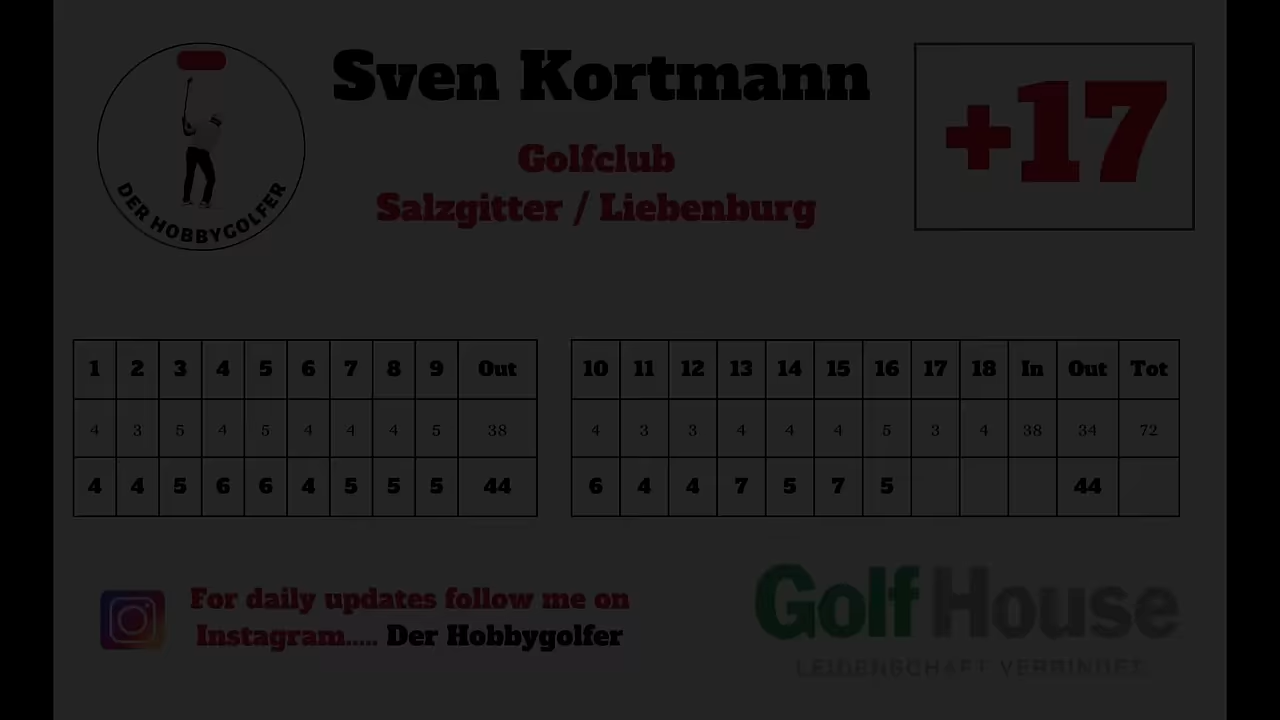 DER HOBBYGOLFER
Sven Kortmann
Golfclub
Salzgitter / Liebenburg
+17
1 2 3 4 5 6 7 8 9 Out
4 3 5 4 5 4 4 4 5 38
4 4 5 6 6 4 5 5 5 44
10 11 12 13 14 15 16 17 18 In Out Tot
4 3 3 4 4 4 5 3 4 38 34 72
6 4 4 7 5 7 5 44
For daily updates follow me on
Instagram..... Der Hobbygolfer
Golf House
LEIDENSCHAFT VERBINDET